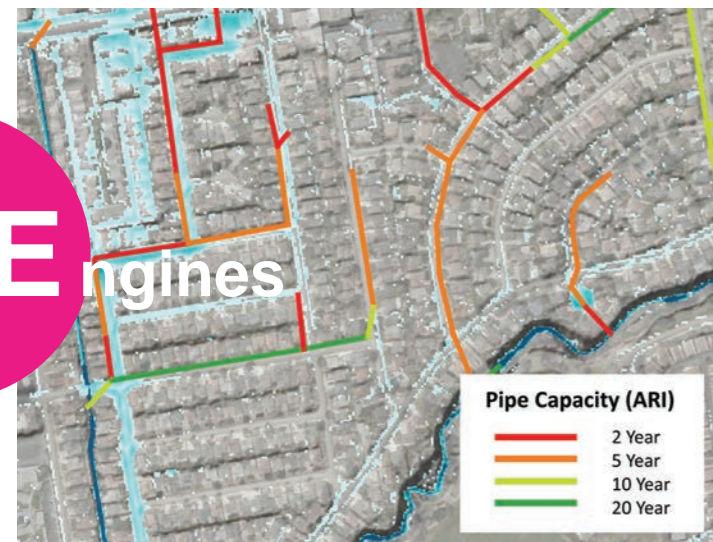 Engines
Pipe Capacity (ARI)
2 Year
5 Year
10 Year
20 Year